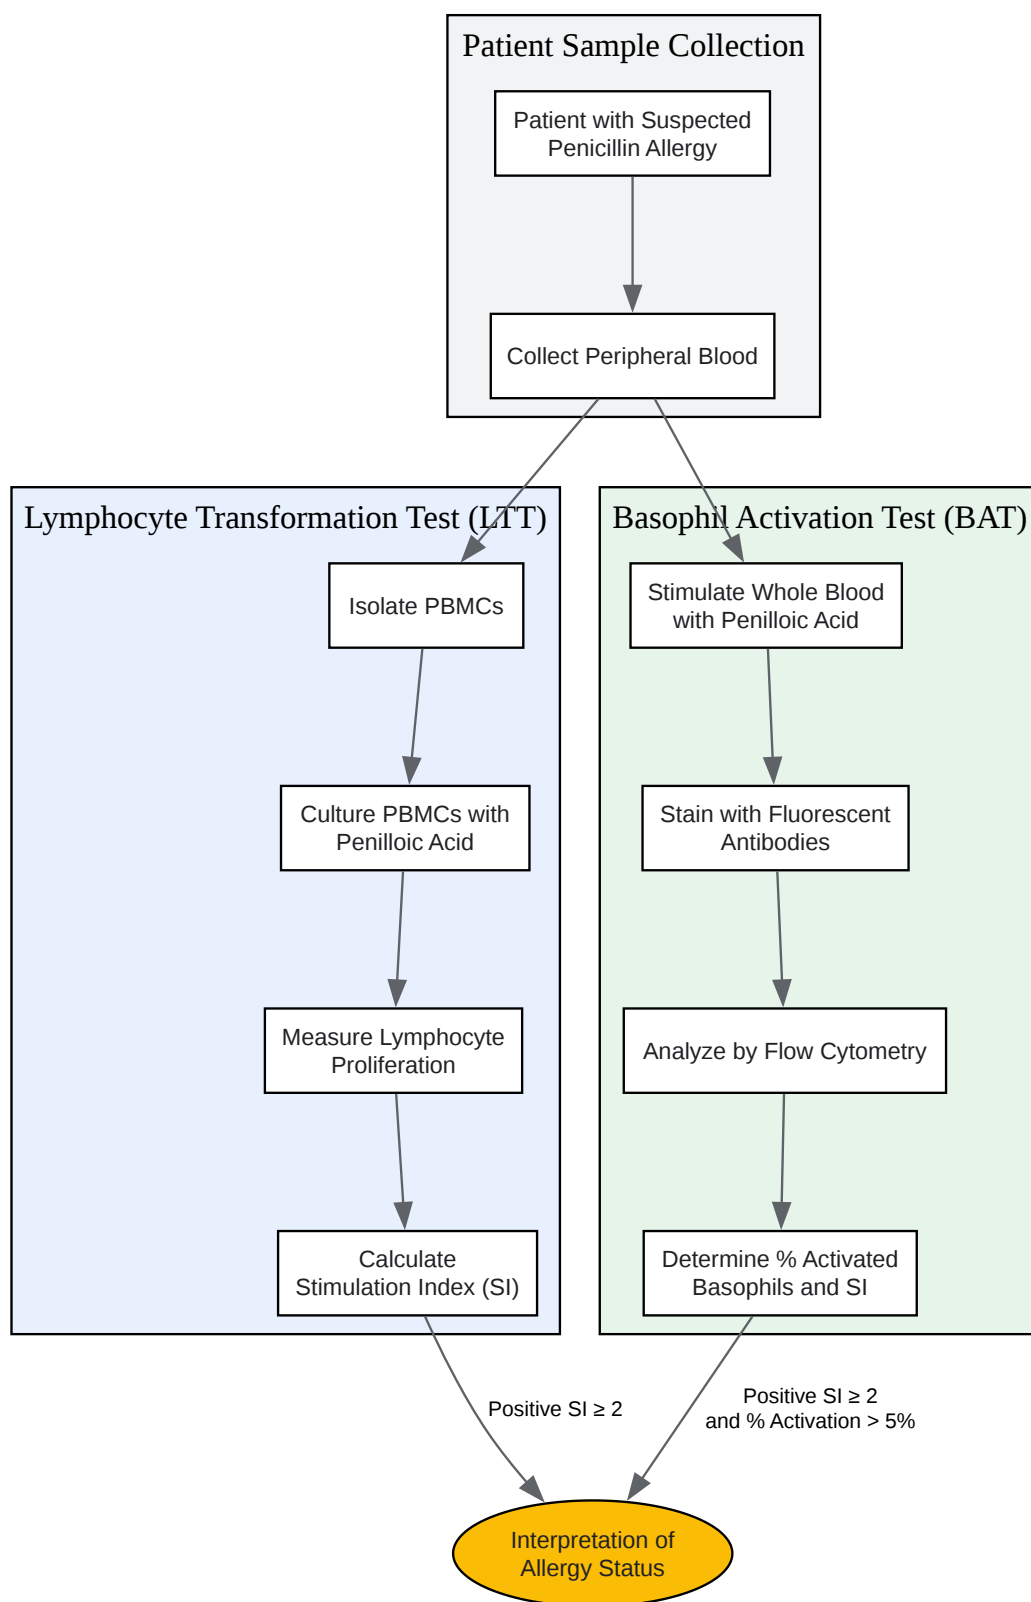 Patient Sample Collection
Patient with Suspected
Penicillin Allergy
Collect Peripheral Blood
Lymphocyte Transformation Test (LTT)
Isolate PBMCs
Culture PBMCs with
Penilloic Acid
Measure Lymphocyte
Proliferation
Calculate
Stimulation Index (SI)
Positive SI ≥ 2
Basophil Activation Test (BAT)
Stimulate Whole Blood
with Penilloic Acid
Stain with Fluorescent
Antibodies
Analyze by Flow Cytometry
Determine % Activated
Basophils and SI
Positive SI ≥ 2
and % Activation > 5%
Interpretation of
Allergy Status